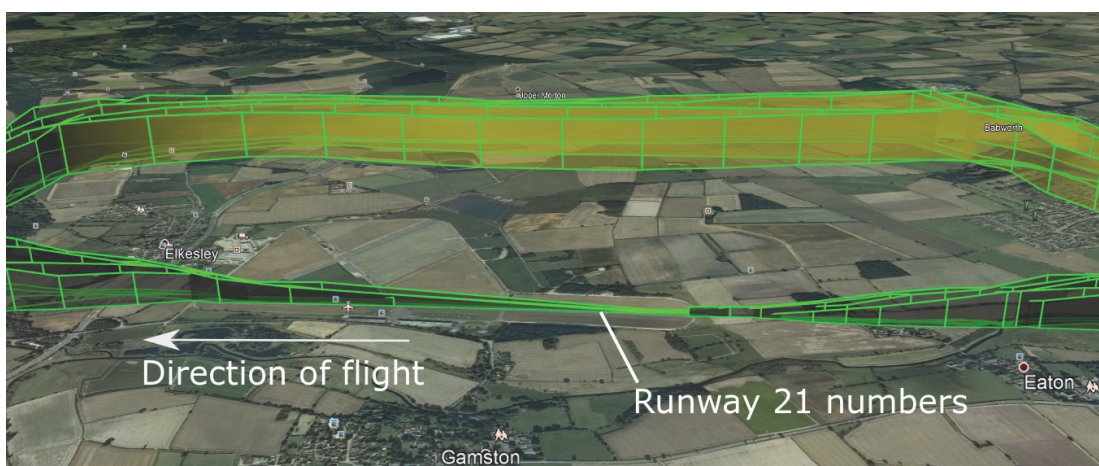 Upper Morton
Babworth
Elkesley
Direction of flight
Eaton
Runway 21 numbers
Gamston